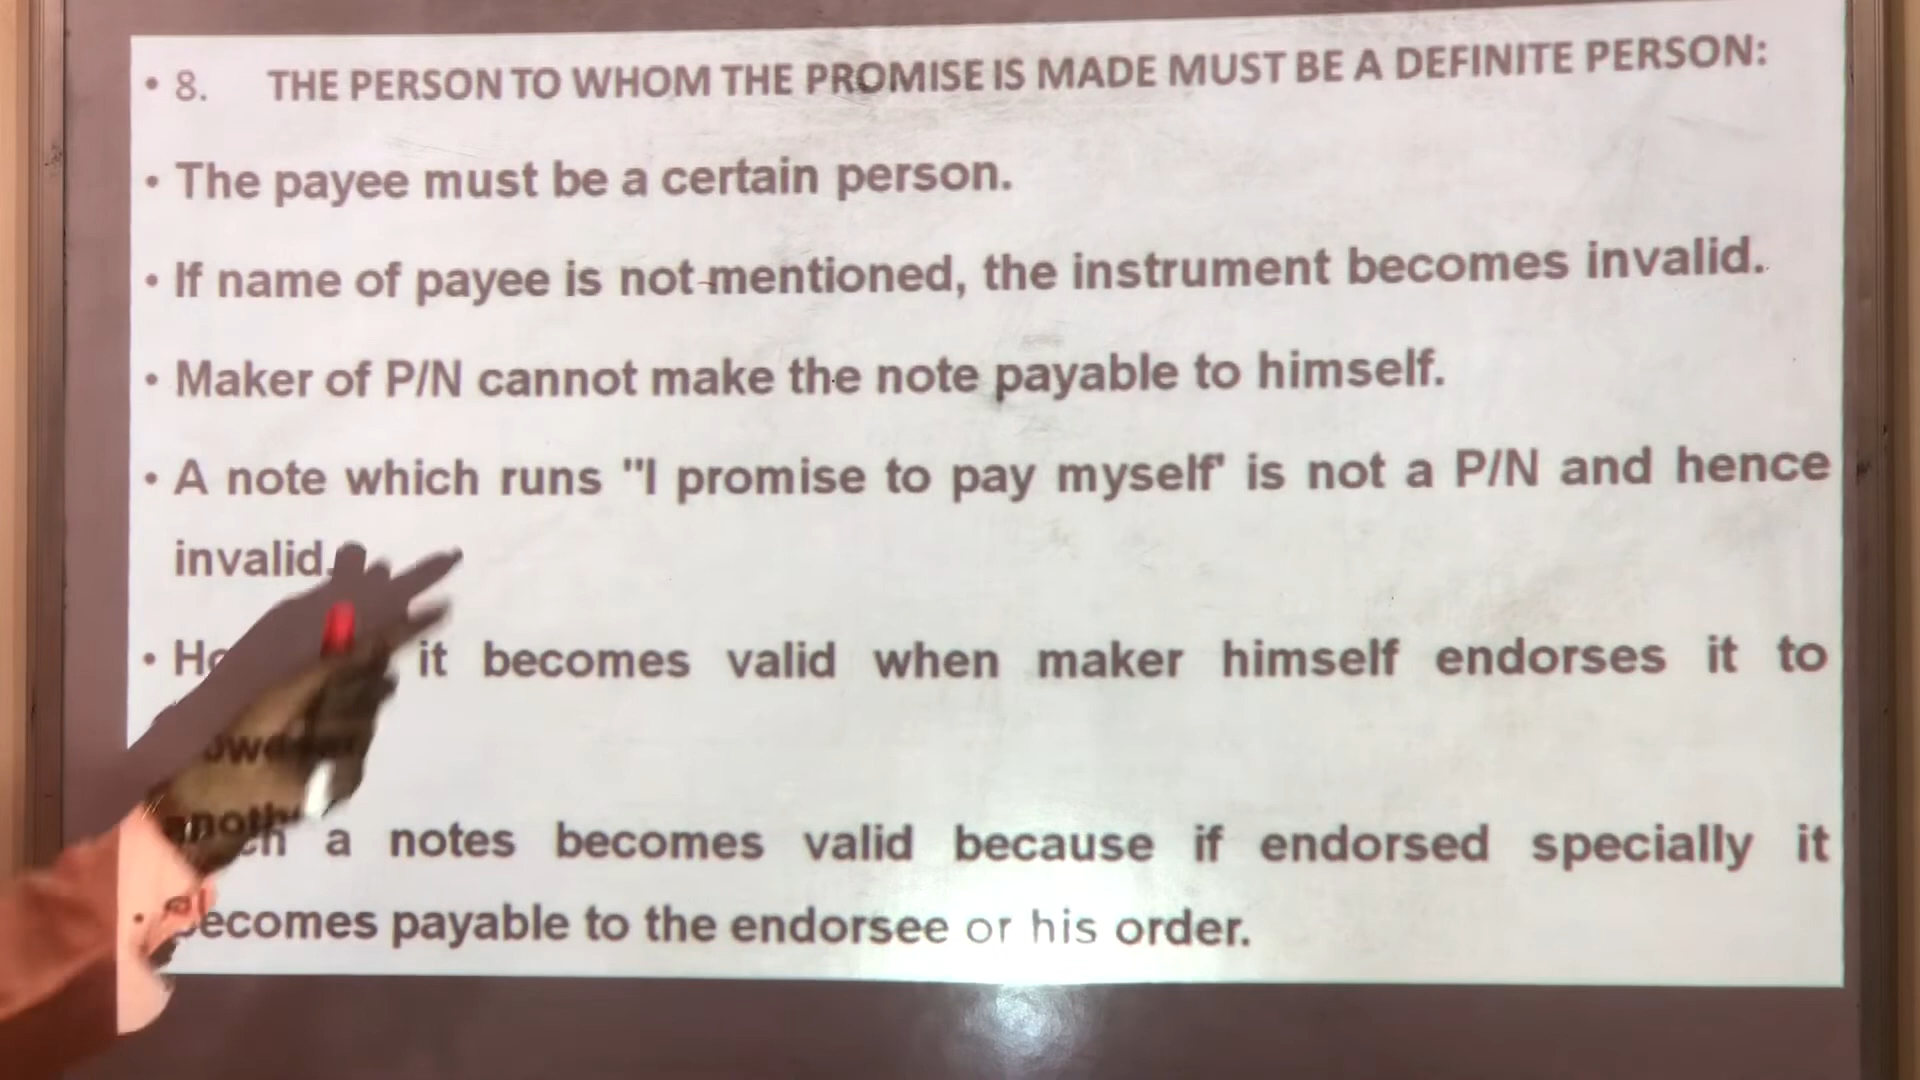 • 8. THE PERSON TO WHOM THE PROMISE IS MADE MUST BE A DEFINITE PERSON:
• The payee must be a certain person.
• If name of payee is not mentioned, the instrument becomes invalid.
• Maker of P/N cannot make the note payable to himself.
• A note which runs "I promise to pay myself' is not a P/N and hence
invalid.
• it becomes valid when maker himself endorses it to
a notes becomes valid because if endorsed specially it
becomes payable to the endorsee or his order.